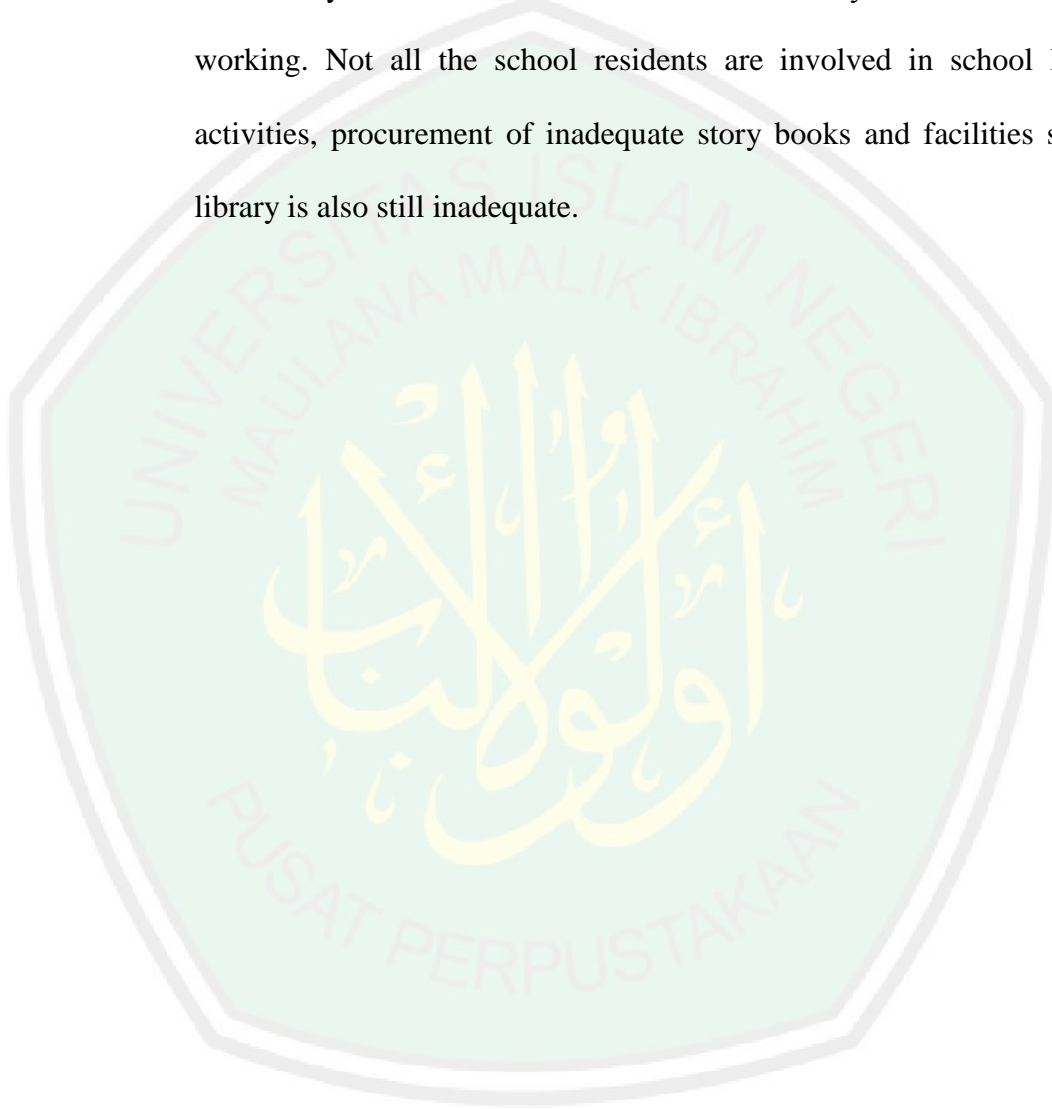 working. Not all the school residents are involved in school
activities, procurement of inadequate story books and facilities
library is also still inadequate.
UNIVERSITAS ISLAM NEGERI
MAULANA MALIK IBRAHIM
أولو الألباب
PUSAT PERPUSTAKAAN